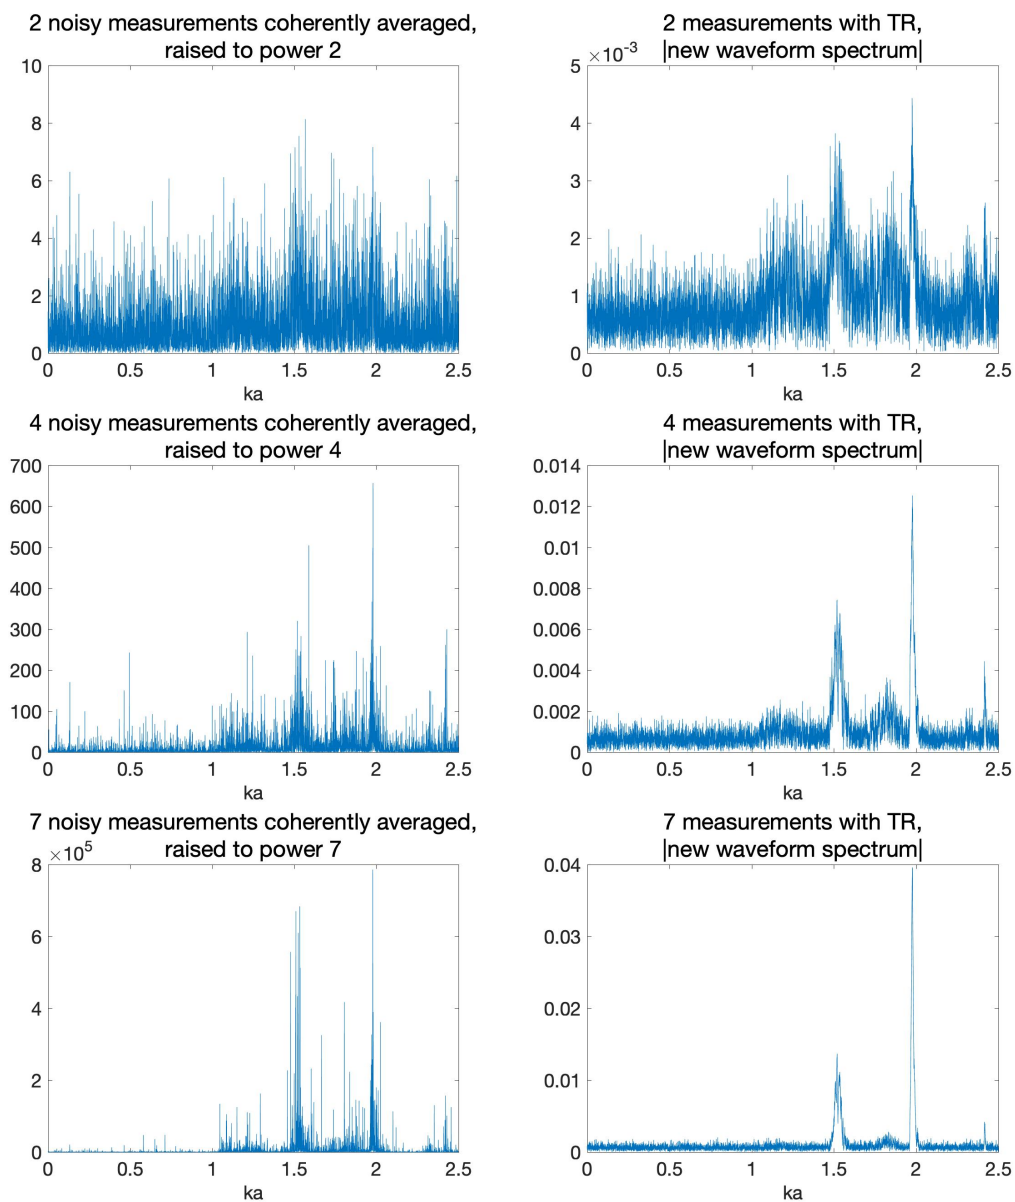 2 noisy measurements coherently averaged,
raised to power 2
10
8
6
4
2
0
0 0.5 1 1.5 2 2.5
ka
2 measurements with TR,
|new waveform spectrum|
×10-3
5
4
3
2
1
0
0 0.5 1 1.5 2 2.5
ka
4 noisy measurements coherently averaged,
raised to power 4
700
600
500
400
300
200
100
0
0 0.5 1 1.5 2 2.5
ka
4 measurements with TR,
|new waveform spectrum|
0.014
0.012
0.01
0.008
0.006
0.004
0.002
0
0 0.5 1 1.5 2 2.5
ka
7 noisy measurements coherently averaged,
raised to power 7
×105
8
6
4
2
0
0 0.5 1 1.5 2 2.5
ka
7 measurements with TR,
|new waveform spectrum|
0.04
0.03
0.02
0.01
0
0 0.5 1 1.5 2 2.5
ka